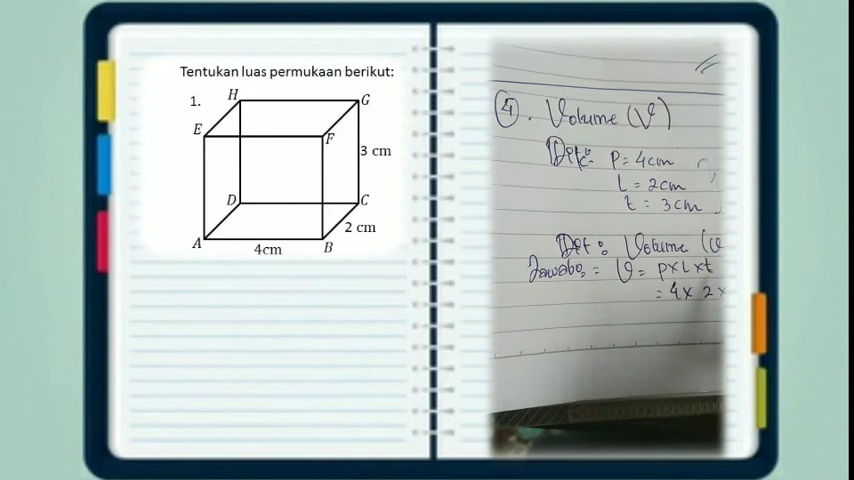 Tentukan luas permukaan berikut:
1.
H
G
E
F
3 cm
D
C
2 cm
A
4cm
B
4. Volume (V)
Dit: P = 4cm
l = 2cm
t = 3cm
Det: Volume (v
Jawab: = V = p x l x t
= 4 x 2 x